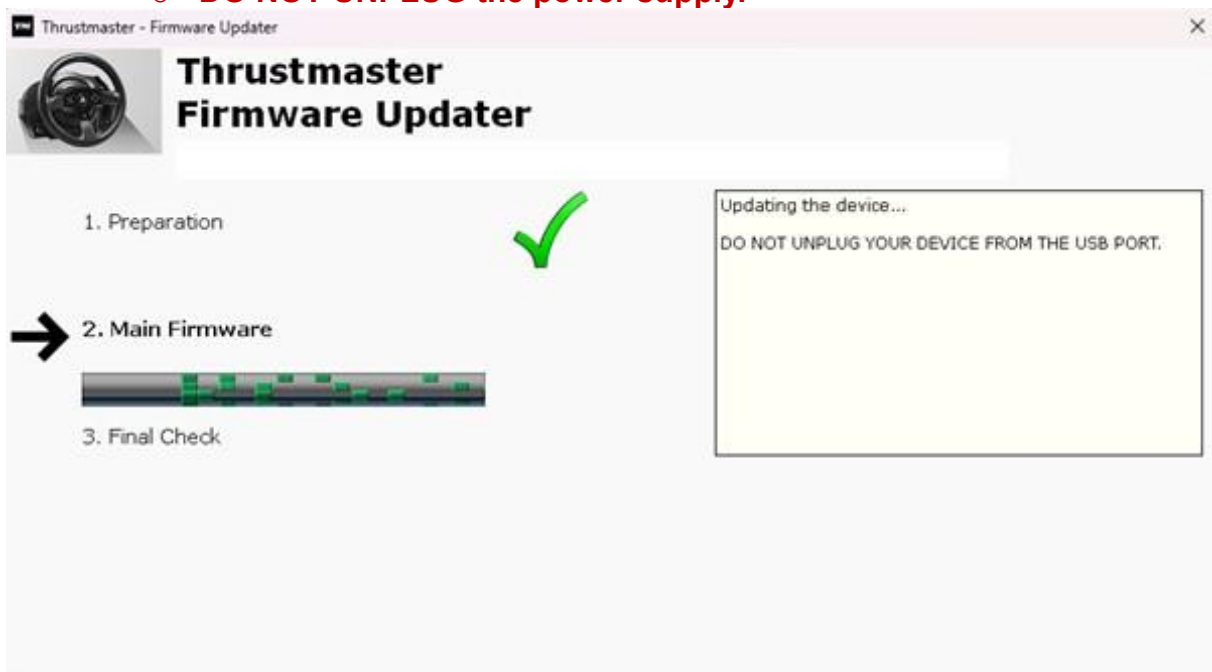 DO NOT UNPLUG the power supply.
Thrustmaster - Firmware Updater
Thrustmaster
Firmware Updater
1. Preparation
Updating the device...
DO NOT UNPLUG YOUR DEVICE FROM THE USB PORT.
2. Main Firmware
3. Final Check